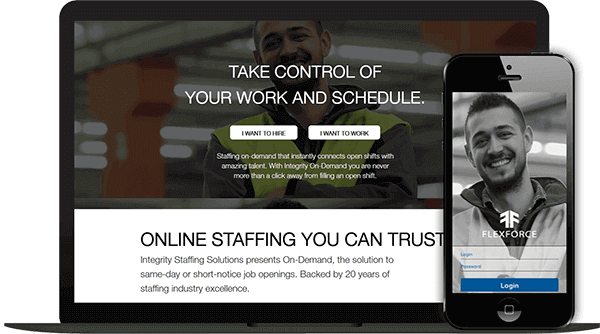 TAKE CONTROL OF
YOUR WORK AND SCHEDULE.
I WANT TO HIRE
I WANT TO WORK
Staffing on-demand that instantly connects open shifts with
amazing talent. With Integrity On-Demand you are never
more than a click away from filling an open shift.
ONLINE STAFFING YOU CAN TRUST
Integrity Staffing Solutions presents On-Demand, the solution to
same-day or short-notice job openings. Backed by 20 years of
staffing industry excellence.
FLEXFORCE
Login
Password
Login